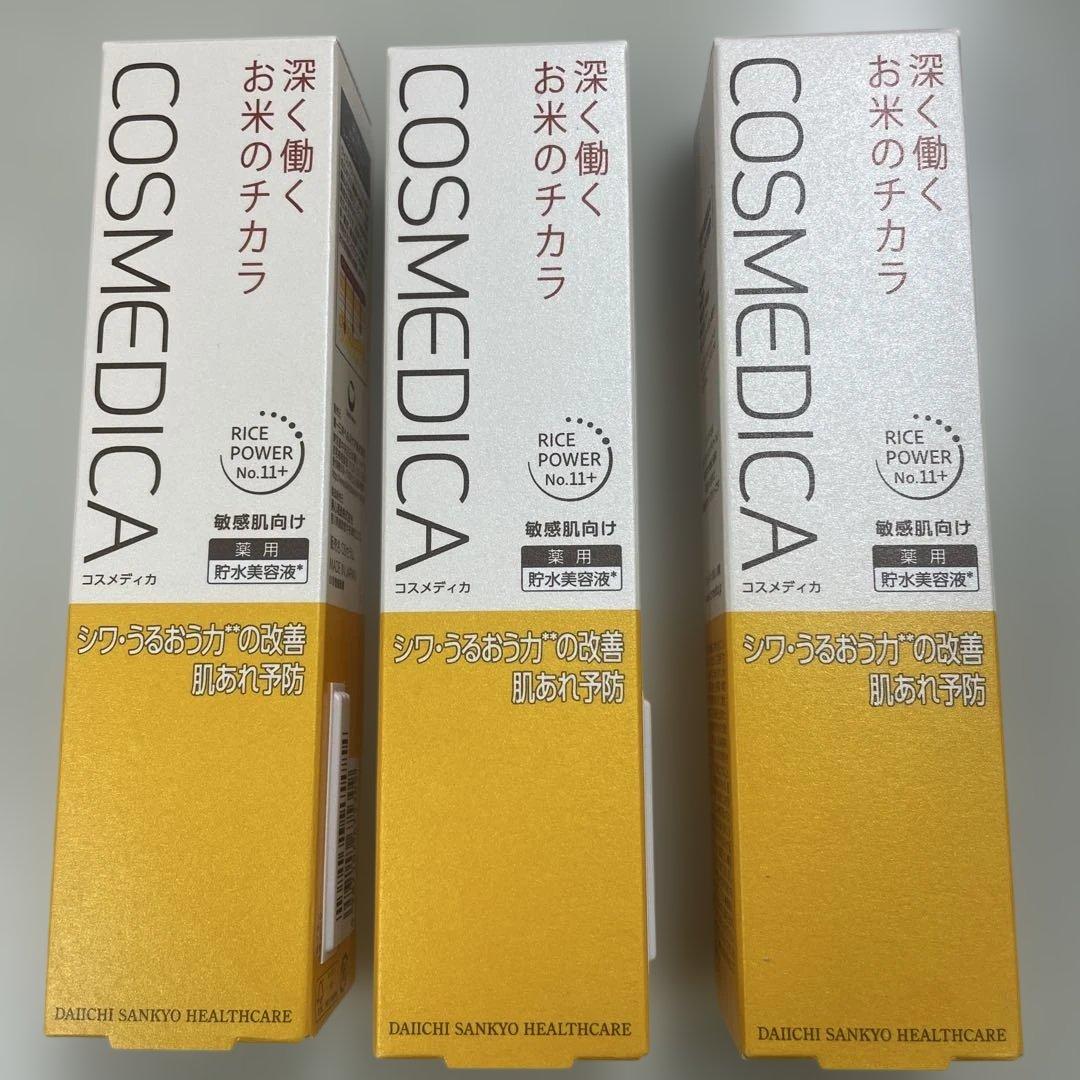 深く働く
お米のチカラ
COSMEDICA
コスメディカ
RICE
POWER
No.11+
敏感肌向け
薬用
貯水美容液*
シワ・うるおう力**の改善
肌あれ予防
DAIICHI SANKYO HEALTHCARE
深く働く
お米のチカラ
COSMEDICA
コスメディカ
RICE
POWER
No.11+
敏感肌向け
薬用
貯水美容液*
シワ・うるおう力**の改善
肌あれ予防
DAIICHI SANKYO HEALTHCARE
深く働く
お米のチカラ
COSMEDICA
コスメディカ
RICE
POWER
No.11+
敏感肌向け
薬用
貯水美容液*
シワ・うるおう力**の改善
肌あれ予防
DAIICHI SANKYO HEALTHCARE